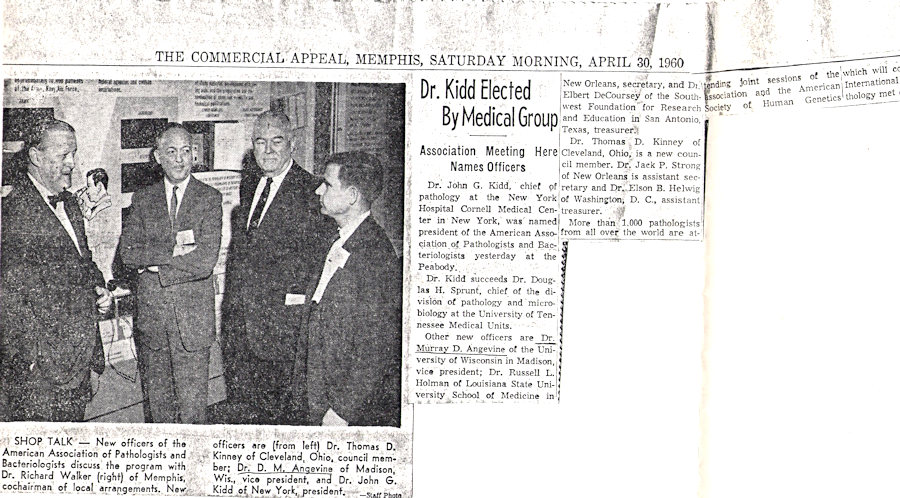 THE COMMERCIAL APPEAL, MEMPHIS, SATURDAY MORNING, APRIL 30, 1960
Dr. Kidd Elected
By Medical Group
Association Meeting Here
Names Officers
Dr. John G. Kidd, chief of
pathology at the New York
Hospital Cornell Medical Cen-
ter in New York, was named
president of the American Asso-
ciation of Pathologists and Bac-
teriologists yesterday at the
Peabody.
Dr. Kidd succeeds Dr. Doug-
las H. Sprunt, chief of the di-
vision of pathology and micro-
biology at the University of Ten-
nessee Medical Units.
Other new officers are Dr.
Murray D. Angevine of the Uni-
versity of Wisconsin in Madison,
vice president; Dr. Russell L.
Holman of Louisiana State Uni-
versity School of Medicine in
New Orleans, secretary, and Dr.
Elbert DeCoursey of the South-
west Foundation for Research
and Education in San Antonio,
Texas, treasurer.
Dr. Thomas D. Kinney of
Cleveland, Ohio, is a new coun-
cil member. Dr. Jack P. Strong
of New Orleans is assistant sec-
retary and Dr. Elson B. Helwig
of Washington, D. C., assistant
treasurer.
More than 1,000 pathologists
from all over the world are at-
tending joint sessions of the
association and the American
Society of Human Genetics
which will
International
thology met
SHOP TALK — New officers of the
American Association of Pathologists and
Bacteriologists discuss the program with
Dr. Richard Walker (right) of Memphis,
cochairman of local arrangements. New
officers are (from left) Dr. Thomas D.
Kinney of Cleveland, Ohio, council mem-
ber; Dr. D. M. Angevine of Madison,
Wis., vice president, and Dr. John G.
Kidd of New York, president. —Staff Photo